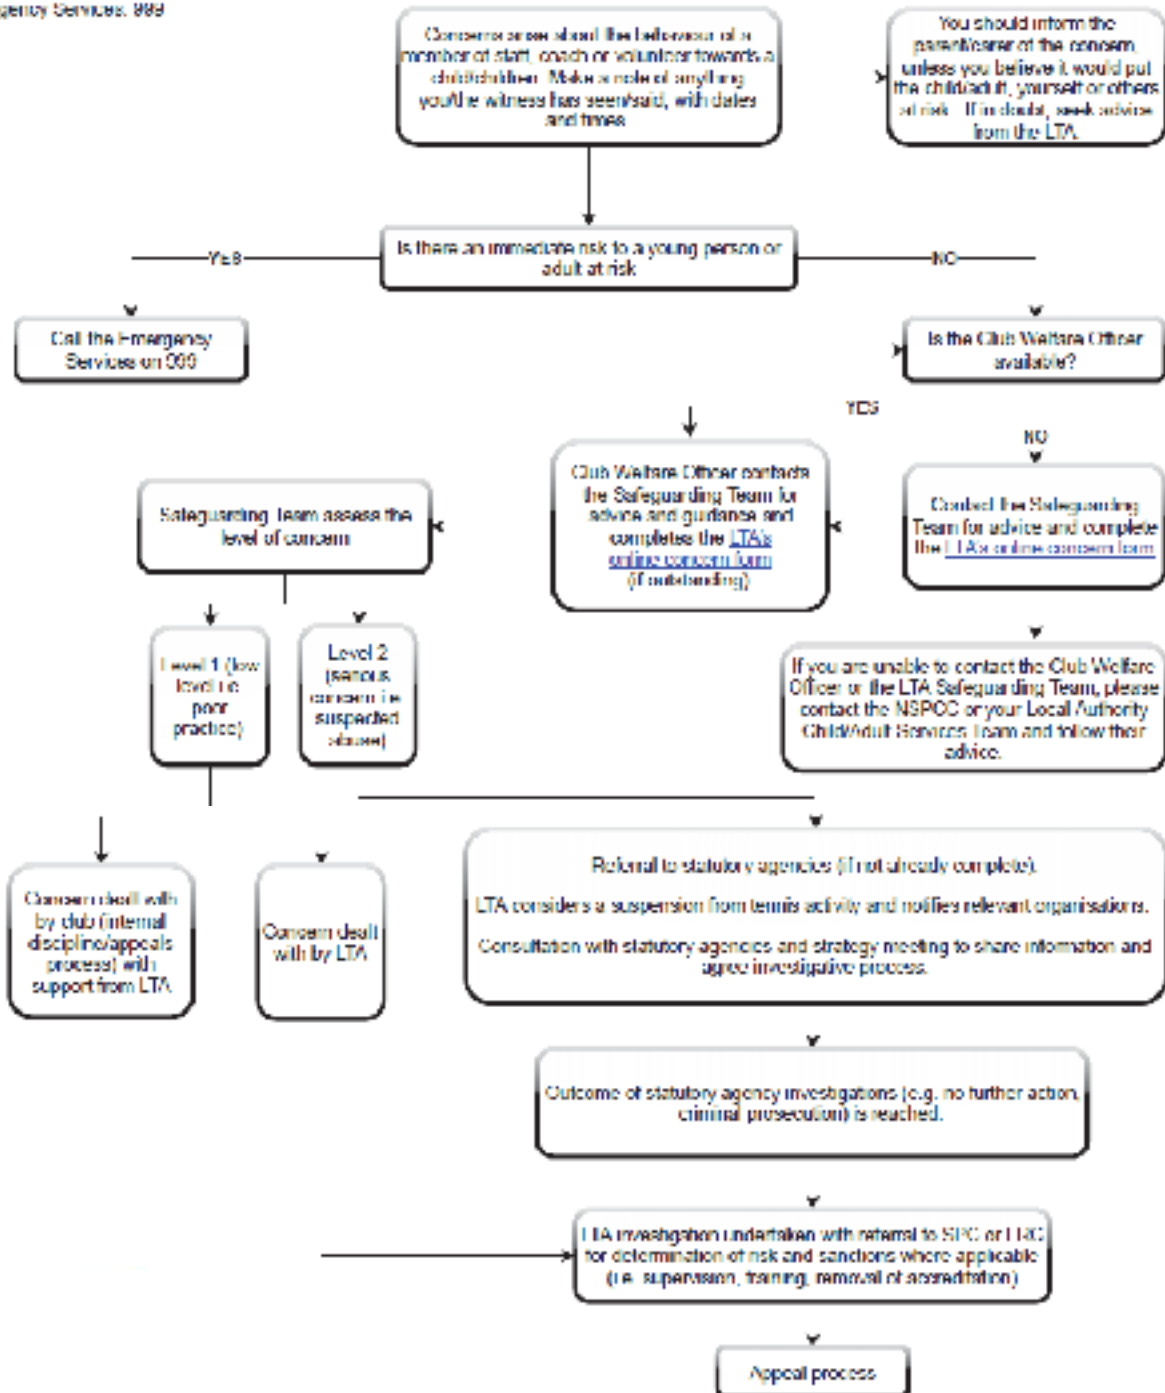 gency Services: 999
Concerns arise about the behaviour of a
member of staff, coach or volunteer towards a
child/children. Make a note of anything
you/the witness has seen/said, with dates
and times
You should inform the
parent/carer of the concern,
unless you believe it would put
the child/adult, yourself or others
at risk. If in doubt, seek advice
from the LTA.
Is there an immediate risk to a young person or
adult at risk
YES
NO
Call the Emergency
Services on 999
Is the Club Welfare Officer
available?
YES
NO
Club Welfare Officer contacts
the Safeguarding Team for
advice and guidance and
completes the LTA's
online concern form
(if outstanding)
Contact the Safeguarding
Team for advice and complete
the LTA's online concern form
Safeguarding Team assess the
level of concern
Level 1 (low
level i.e.
poor
practice)
Level 2
(serious
concern i.e.
suspected
abuse)
If you are unable to contact the Club Welfare
Officer or the LTA Safeguarding Team, please
contact the NSPCC or your Local Authority
Child/Adult Services Team and follow their
advice.
Concern dealt with
by club (internal
discipline/appeals
process) with
support from LTA
Concern dealt
with by LTA
Referral to statutory agencies (if not already complete).
LTA considers a suspension from tennis activity and notifies relevant organisations.
Consultation with statutory agencies and strategy meeting to share information and
agree investigative process.
Outcome of statutory agency investigations (e.g. no further action,
criminal prosecution) is reached.
LTA investigation undertaken with referral to SPC or LRC
for determination of risk and sanctions where applicable
(i.e. supervision, training, removal of accreditation)
Appeal process